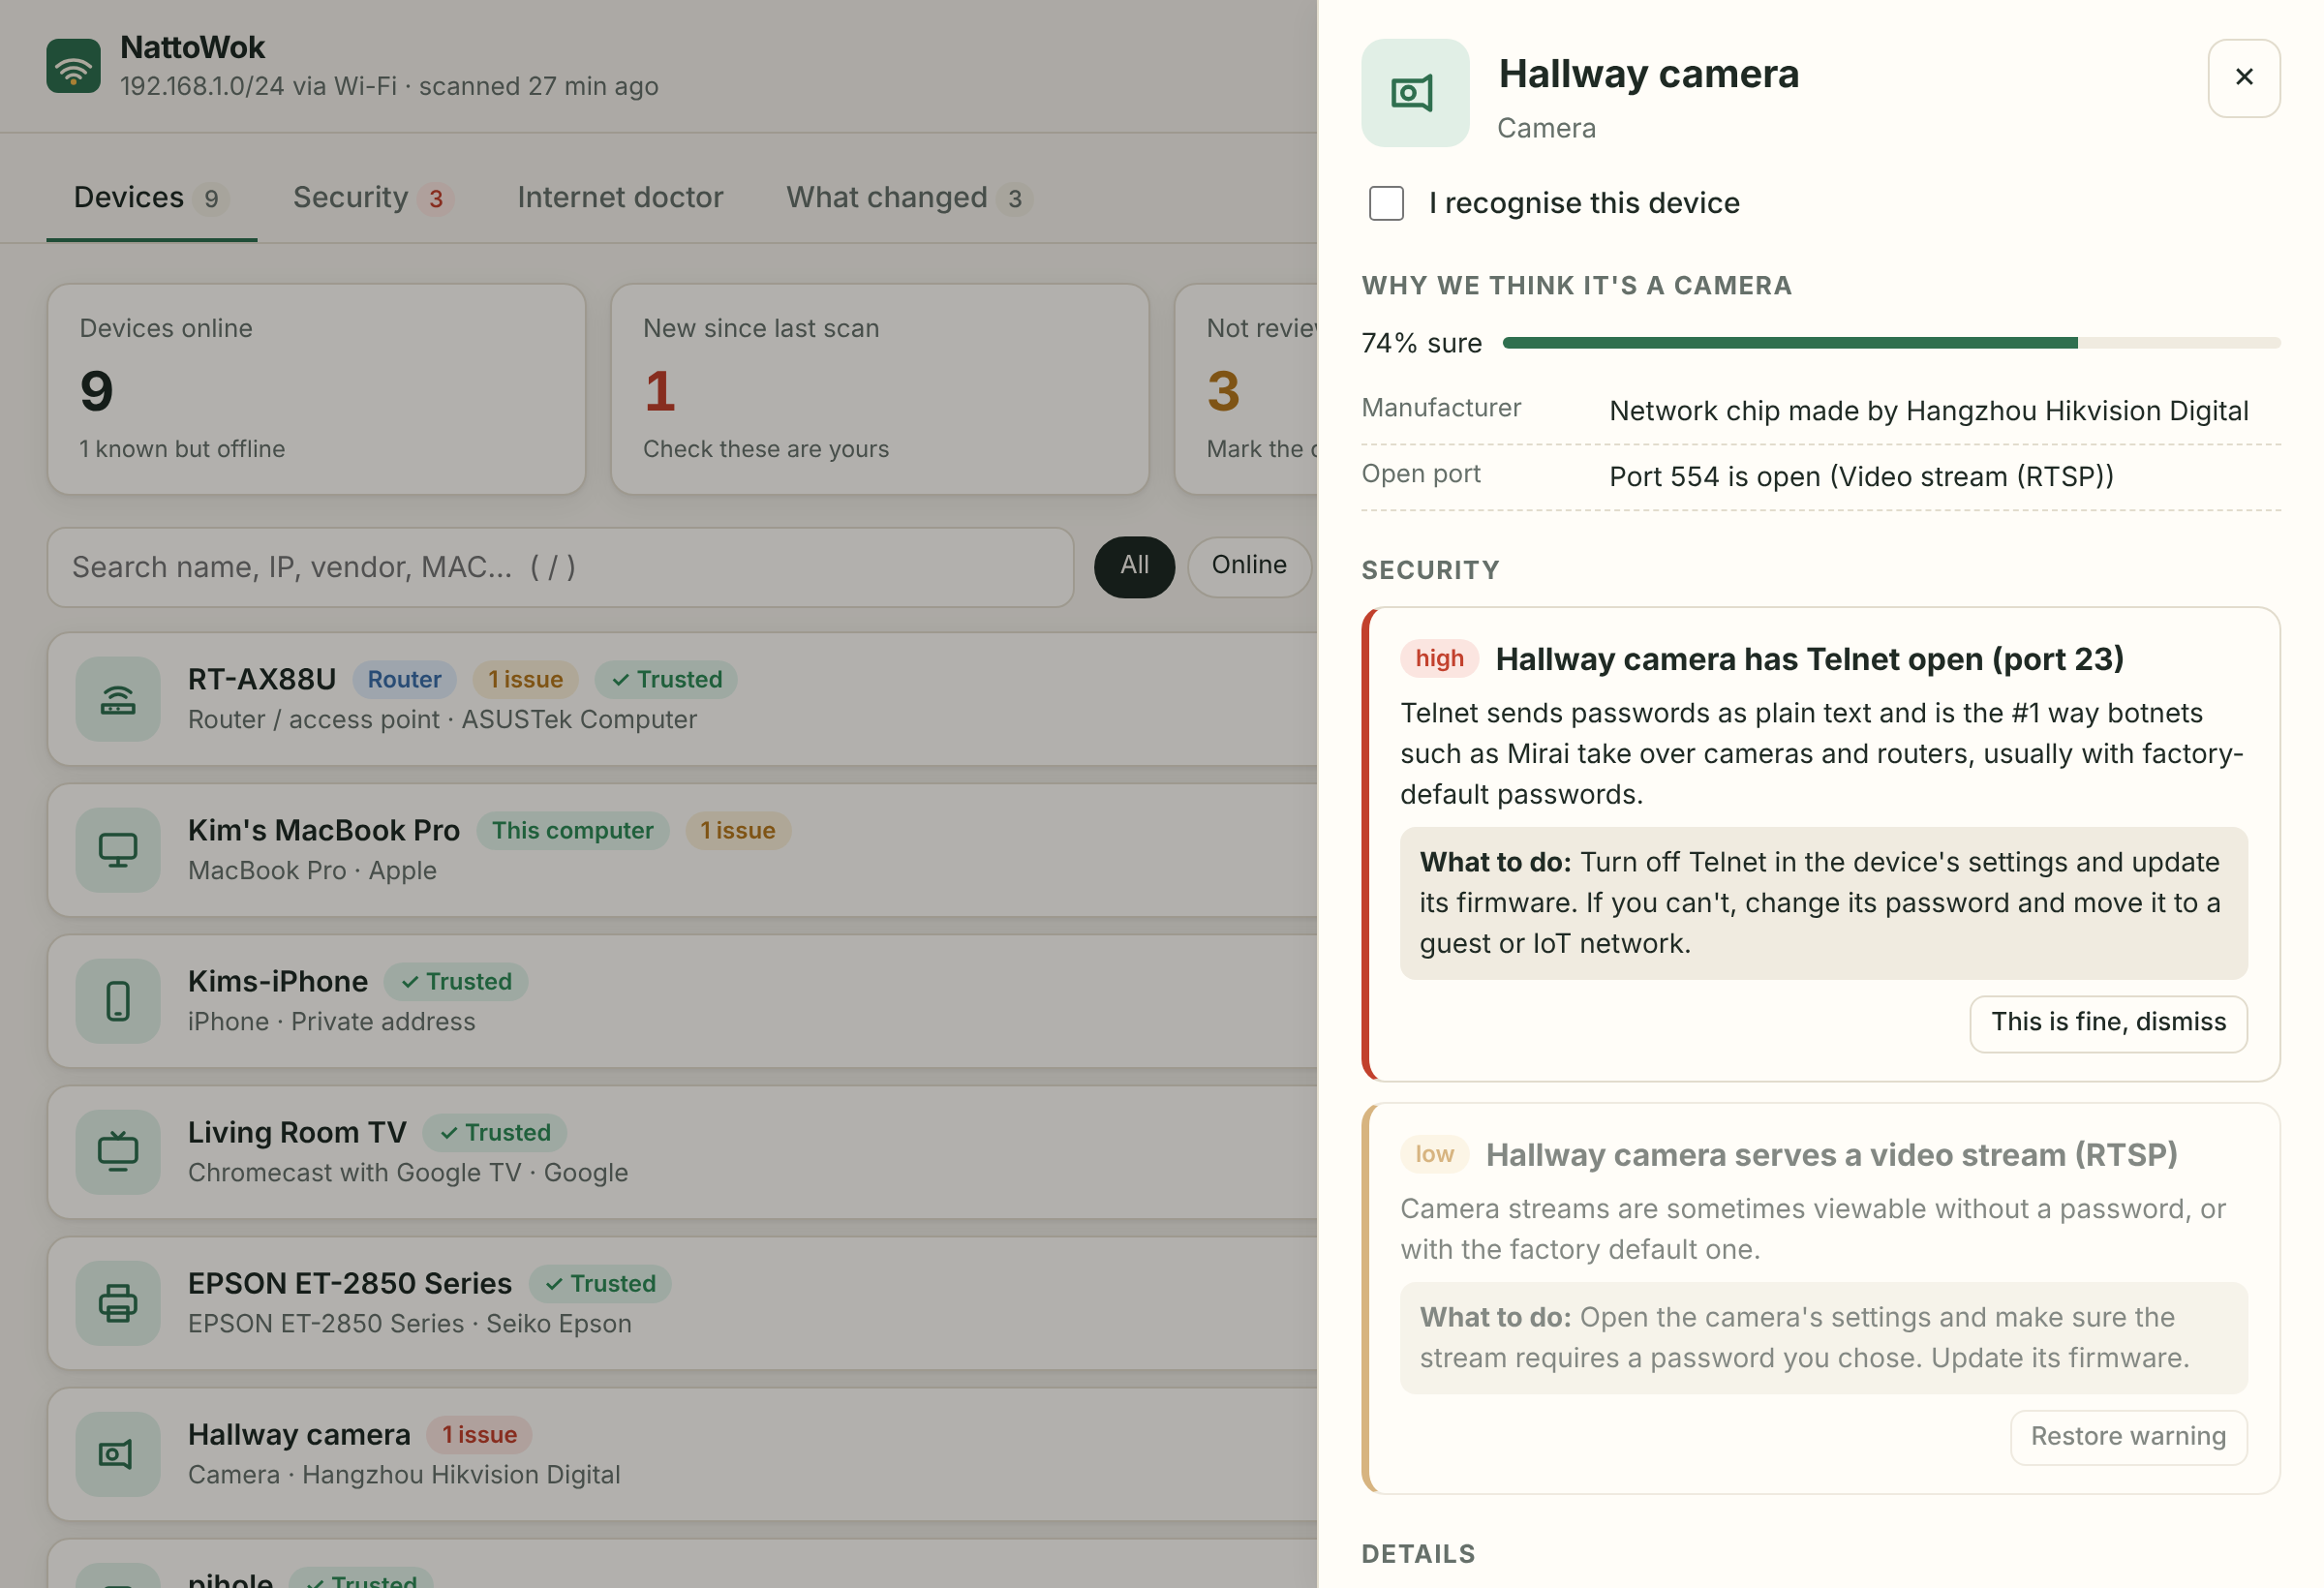 NattoWok
192.168.1.0/24 via Wi-Fi · scanned 27 min ago
Devices 9 Security 3 Internet doctor What changed 3
Devices online
9
1 known but offline
New since last scan
1
Check these are yours
Not
3
Mark the
Search name, IP, vendor, MAC... ( / )
All Online
RT-AX88U Router 1 issue ✓ Trusted
Router / access point · ASUSTek Computer
Kim's MacBook Pro This computer 1 issue
MacBook Pro · Apple
Kims-iPhone ✓ Trusted
iPhone · Private address
Living Room TV ✓ Trusted
Chromecast with Google TV · Google
EPSON ET-2850 Series ✓ Trusted
EPSON ET-2850 Series · Seiko Epson
Hallway camera 1 issue
Camera · Hangzhou Hikvision Digital
pihole ✓ Trusted
Hallway camera
Camera
×
I recognise this device
WHY WE THINK IT'S A CAMERA
74% sure
Manufacturer Network chip made by Hangzhou Hikvision Digital
Open port Port 554 is open (Video stream (RTSP))
SECURITY
high Hallway camera has Telnet open (port 23)
Telnet sends passwords as plain text and is the #1 way botnets
such as Mirai take over cameras and routers, usually with factory-
default passwords.
What to do: Turn off Telnet in the device's settings and update
its firmware. If you can't, change its password and move it to a
guest or IoT network.
This is fine, dismiss
low Hallway camera serves a video stream (RTSP)
Camera streams are sometimes viewable without a password, or
with the factory default one.
What to do: Open the camera's settings and make sure the
stream requires a password you chose. Update its firmware.
Restore warning
DETAILS